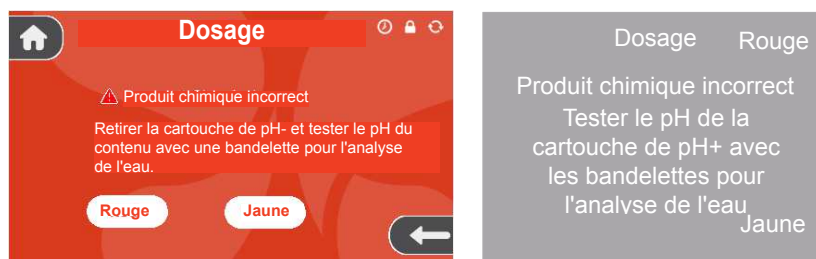 Dosage
Produit chimique incorrect
Retirer la cartouche de pH- et tester le pH du
contenu avec une bandelette pour l'analyse
de l'eau.
Rouge
Jaune
Dosage
Rouge
Produit chimique incorrect
Tester le pH de la
cartouche de pH+ avec
les bandelettes pour
l'analyse de l'eau
Jaune